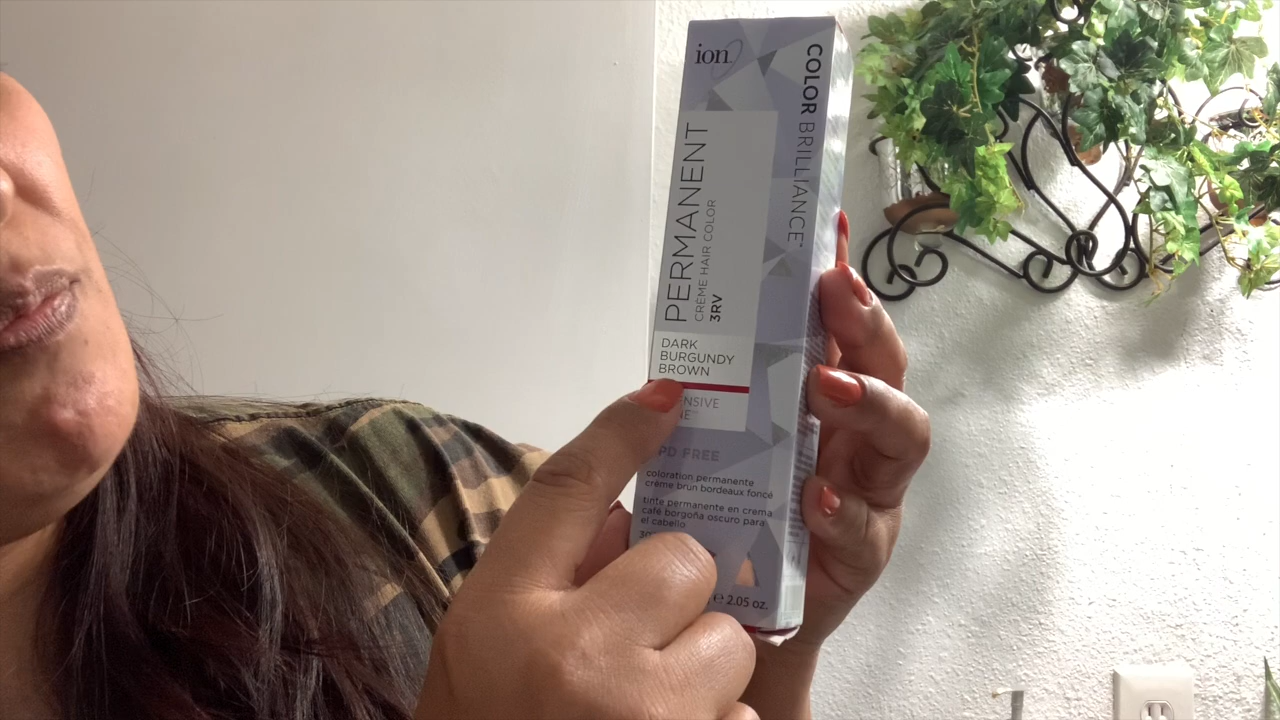 ion
COLOR BRILLIANCE™
PERMANENT
CRÈME HAIR COLOR
3RV
DARK
BURGUNDY
BROWN
PD FREE
coloration permanente
crème brun bordeaux foncé
tinte permanente en crema
café borgoña oscuro para
el cabello
℮ 2.05 oz.